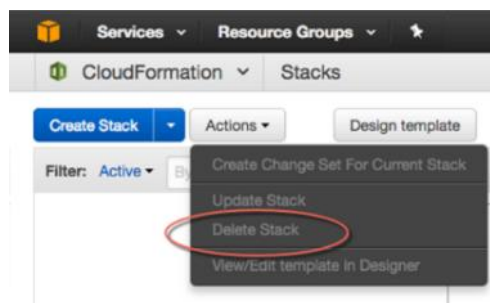 Services Resource Groups
CloudFormation Stacks
Create Stack Actions Design template
Filter: Active By
Create Change Set For Current Stack
Update Stack
Delete Stack
View/Edit template in Designer